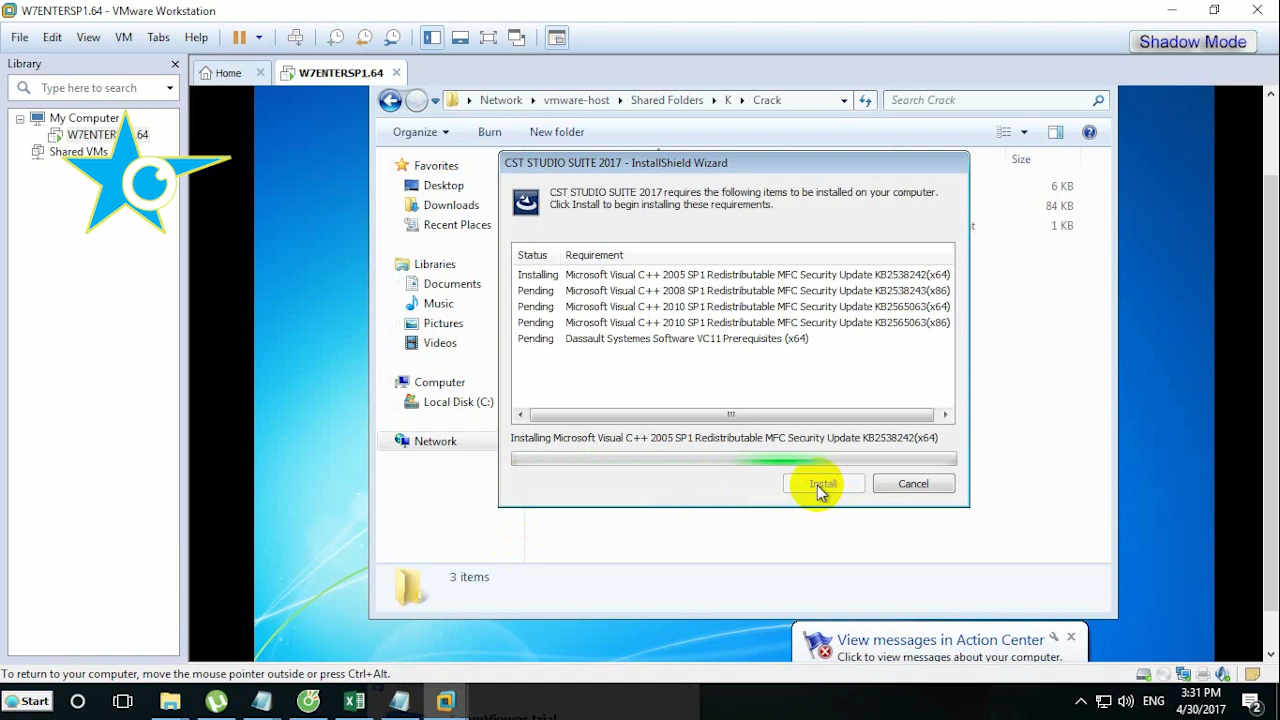 W7ENTERSP1.64 - VMware Workstation
File Edit View VM Tabs Help
Shadow Mode
Library
Type here to search
My Computer
W7ENTER 64
Shared VMs
Home
W7ENTERSP1.64
Network vmware-host Shared Folders K Crack
Search Crack
Organize Burn New folder
Favorites
Desktop
Downloads
Recent Places
Libraries
Documents
Music
Pictures
Videos
Computer
Local Disk (C:)
Network
Size
6 KB
84 KB
t 1 KB
CST STUDIO SUITE 2017 - InstallShield Wizard
CST STUDIO SUITE 2017 requires the following items to be installed on your computer.
Click Install to begin installing these requirements.
Status Requirement
Installing Microsoft Visual C++ 2005 SP1 Redistributable MFC Security Update KB2538242(x64)
Pending Microsoft Visual C++ 2008 SP1 Redistributable MFC Security Update KB2538243(x86)
Pending Microsoft Visual C++ 2010 SP1 Redistributable MFC Security Update KB2565063(x64)
Pending Microsoft Visual C++ 2010 SP1 Redistributable MFC Security Update KB2565063(x86)
Pending Dassault Systemes Software VC11 Prerequisites (x64)
Installing Microsoft Visual C++ 2005 SP1 Redistributable MFC Security Update KB2538242(x64)
Install Cancel
3 items
View messages in Action Center
Click to view messages about your computer.
To return to your computer, move the mouse pointer outside or press Ctrl+Alt.
Start
ENG
3:31 PM
4/30/2017
2